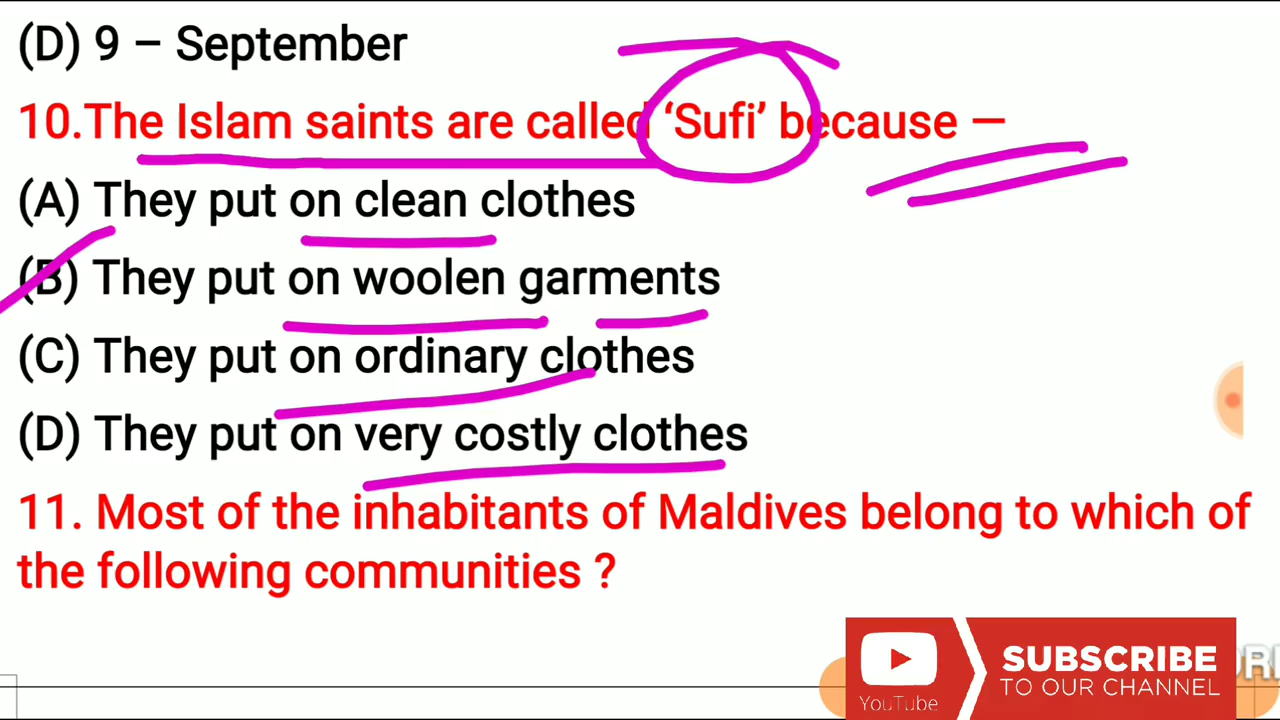 (D) 9 – September
10.The Islam saints are called ‘Sufi’ because —
(A) They put on clean clothes
(B) They put on woolen garments
(C) They put on ordinary clothes
(D) They put on very costly clothes
11. Most of the inhabitants of Maldives belong to which of
the following communities ?
SUBSCRIBE
TO OUR CHANNEL
YouTube